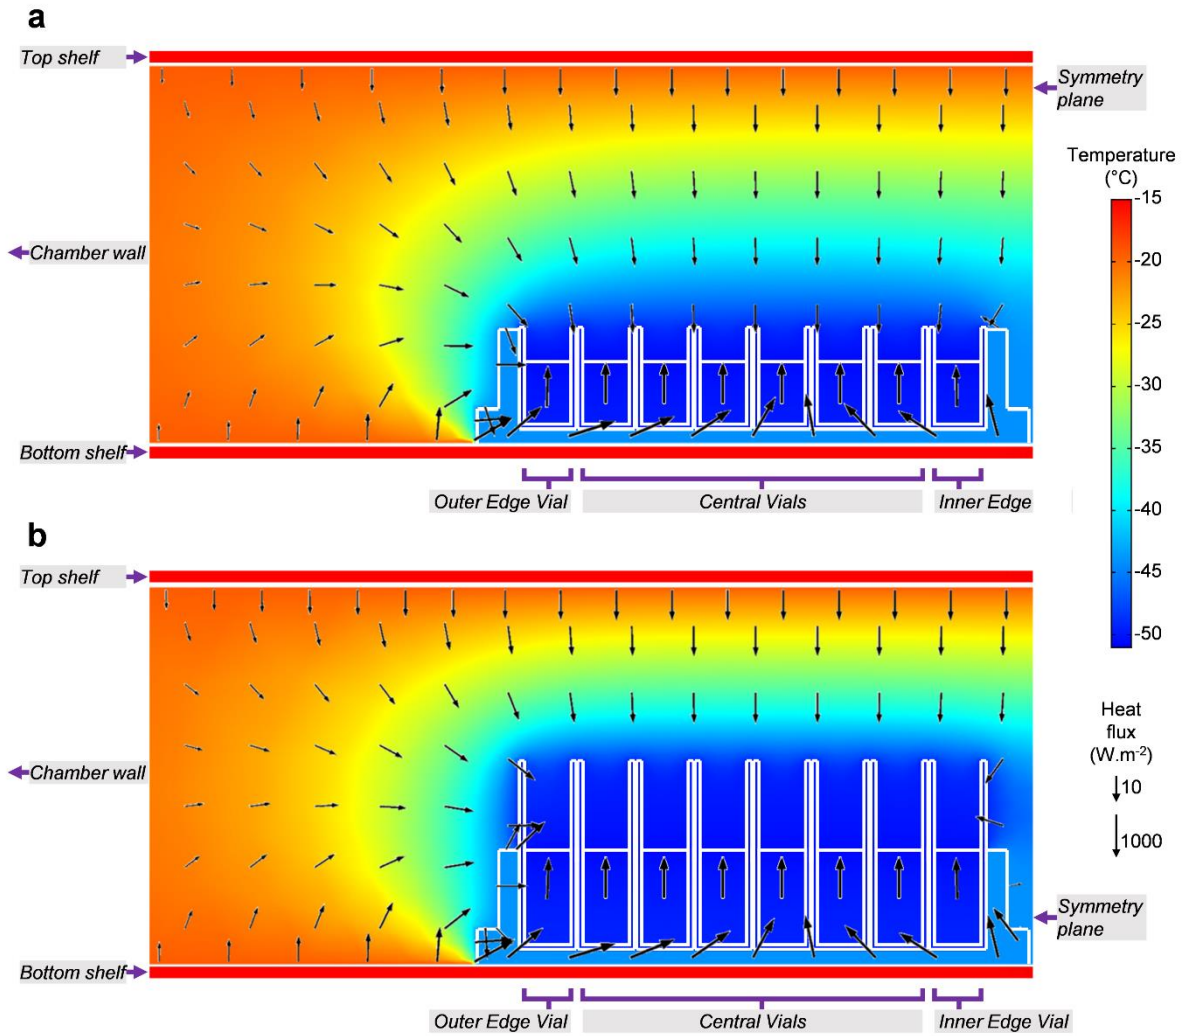 a
Top shelf
Symmetry
plane
Temperature
(°C)
-15
-20
-25
-30
-35
-40
-45
-50
Chamber wall
Bottom shelf
Outer Edge Vial
Central Vials
Inner Edge
b
Top shelf
Heat
flux
(W.m-2)
10
1000
Chamber wall
Symmetry
plane
Bottom shelf
Outer Edge Vial
Central Vials
Inner Edge Vial